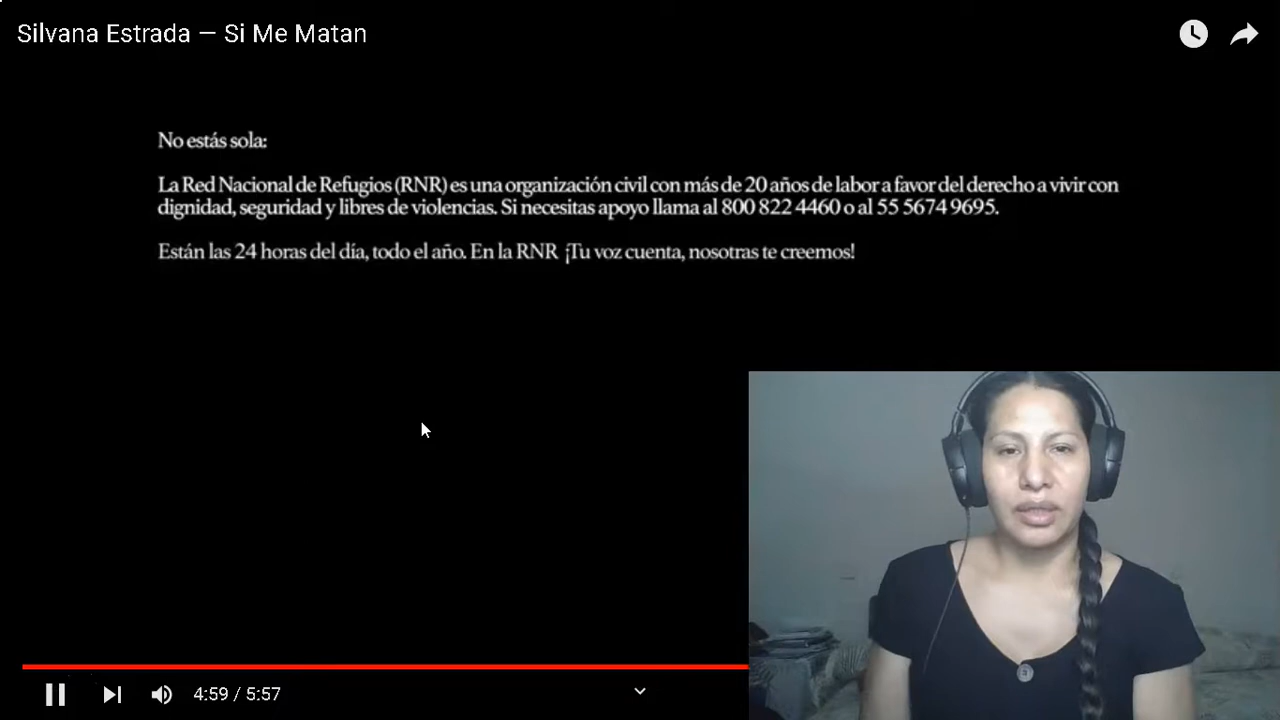 Silvana Estrada — Si Me Matan
No estás sola:
La Red Nacional de Refugios (RNR) es una organización civil con más de 20 años de labor a favor del derecho a vivir con
dignidad, seguridad y libres de violencias. Si necesitas apoyo llama al 800 822 4460 o al 55 5674 9695.
Están las 24 horas del día, todo el año. En la RNR ¡Tu voz cuenta, nosotras te creemos!
4:59 / 5:57